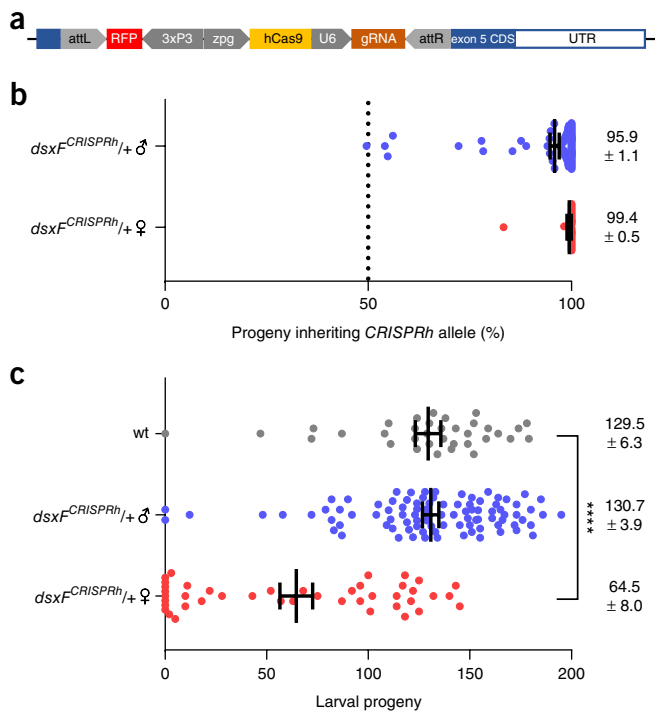 a
attL RFP 3xP3 zpg hCas9 U6 gRNA attR exon 5 CDS UTR
b
dsxF^CRISPRh/+ ♂
95.9
± 1.1
dsxF^CRISPRh/+ ♀
99.4
± 0.5
0 50 100
Progeny inheriting CRISPRh allele (%)
c
wt
129.5
±6.3
dsxF^CRISPRh/+ ♂
130.7
±3.9
****
dsxF^CRISPRh/+ ♀
64.5
± 8.0
0 50 100 150 200
Larval progeny